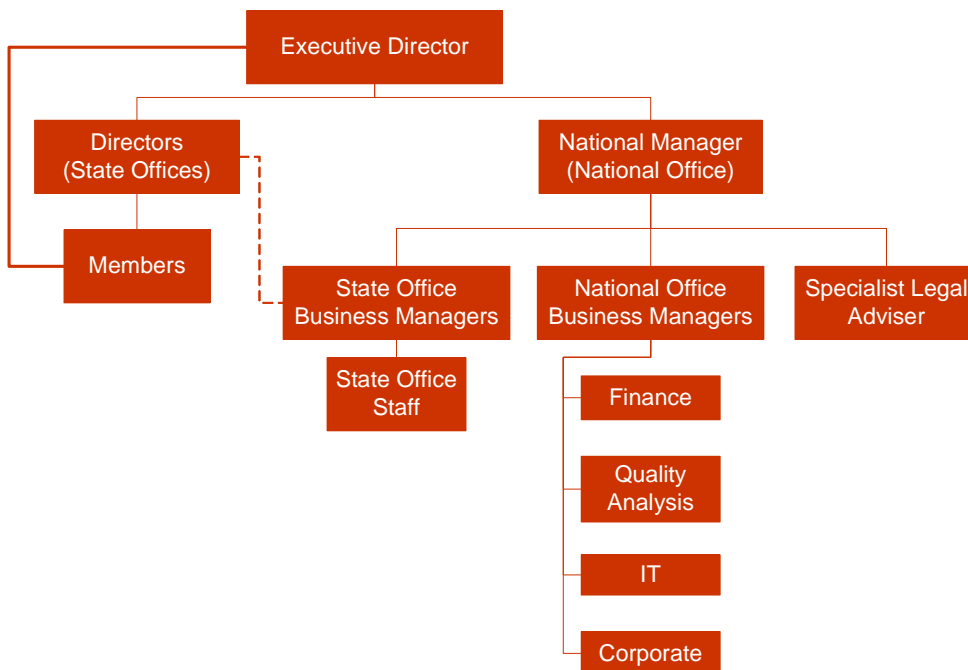 Executive Director
Directors
(State Offices)
National Manager
(National Office)
Members
State Office
Business Managers
National Office
Business Managers
Specialist Legal
Adviser
State Office
Staff
Finance
Quality
Analysis
IT
Corporate